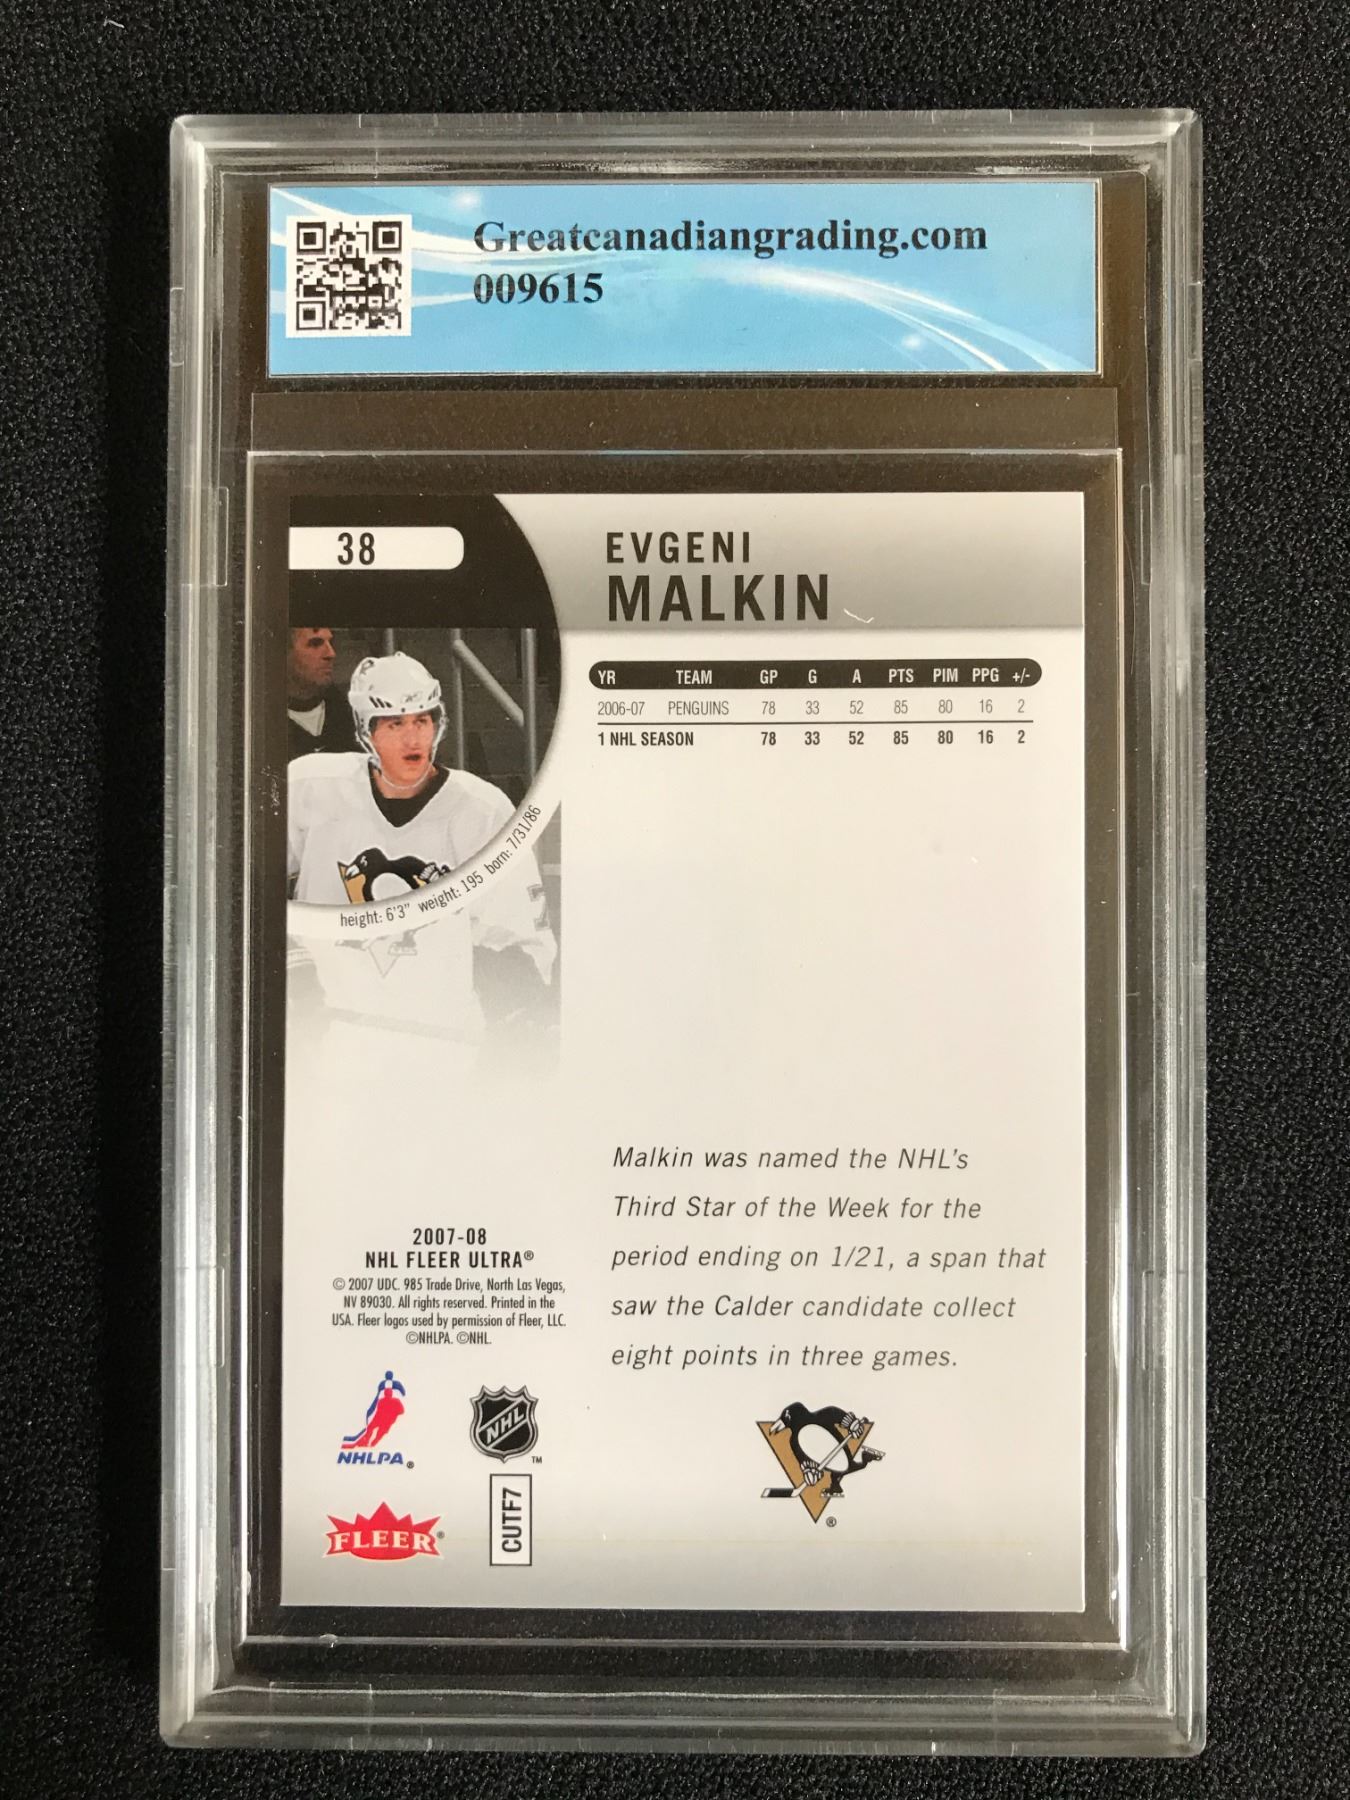 Greatcanadiangrading.com
009615
38
EVGENI
MALKIN
YR TEAM GP G A PTS PIM PPG +/-
2006-07 PENGUINS 78 33 52 85 80 16 2
1 NHL SEASON 78 33 52 85 80 16 2
height: 6'3" weight: 195 born: 7/31/86
Malkin was named the NHL's
Third Star of the Week for the
period ending on 1/21, a span that
saw the Calder candidate collect
eight points in three games.
2007-08
NHL FLEER ULTRA®
© 2007 UDC. 985 Trade Drive, North Las Vegas,
NV 89030. All rights reserved. Printed in the
USA. Fleer logos used by permission of Fleer, LLC.
©NHLPA. ©NHL.
NHLPA®
NHL™
FLEER®
CUTF7
®